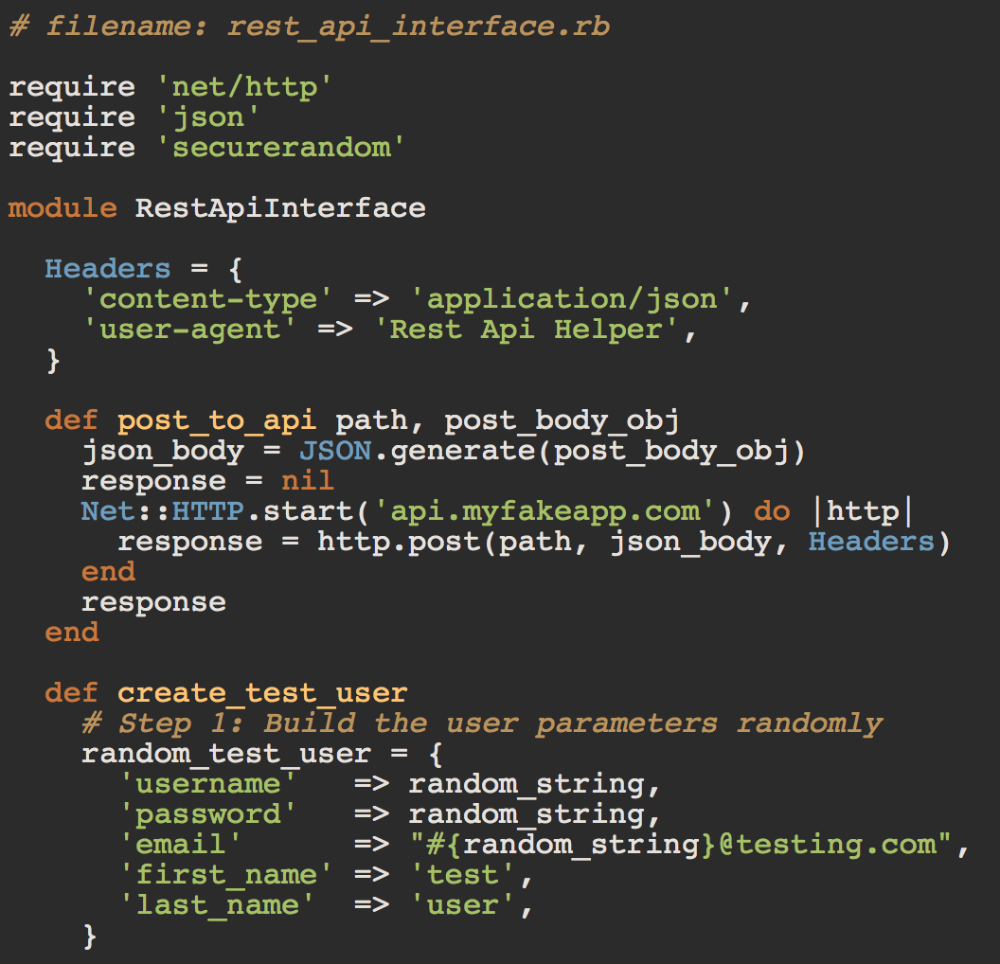 # filename: rest_api_interface.rb

require 'net/http'
require 'json'
require 'securerandom'

module RestApiInterface

  Headers = {
    'content-type' => 'application/json',
    'user-agent' => 'Rest Api Helper',
  }

  def post_to_api path, post_body_obj
    json_body = JSON.generate(post_body_obj)
    response = nil
    Net::HTTP.start('api.myfakeapp.com') do |http|
      response = http.post(path, json_body, Headers)
    end
    response
  end

  def create_test_user
    # Step 1: Build the user parameters randomly
    random_test_user = {
      'username'   => random_string,
      'password'   => random_string,
      'email'      => "#{random_string}@testing.com",
      'first_name' => 'test',
      'last_name'  => 'user',
    }